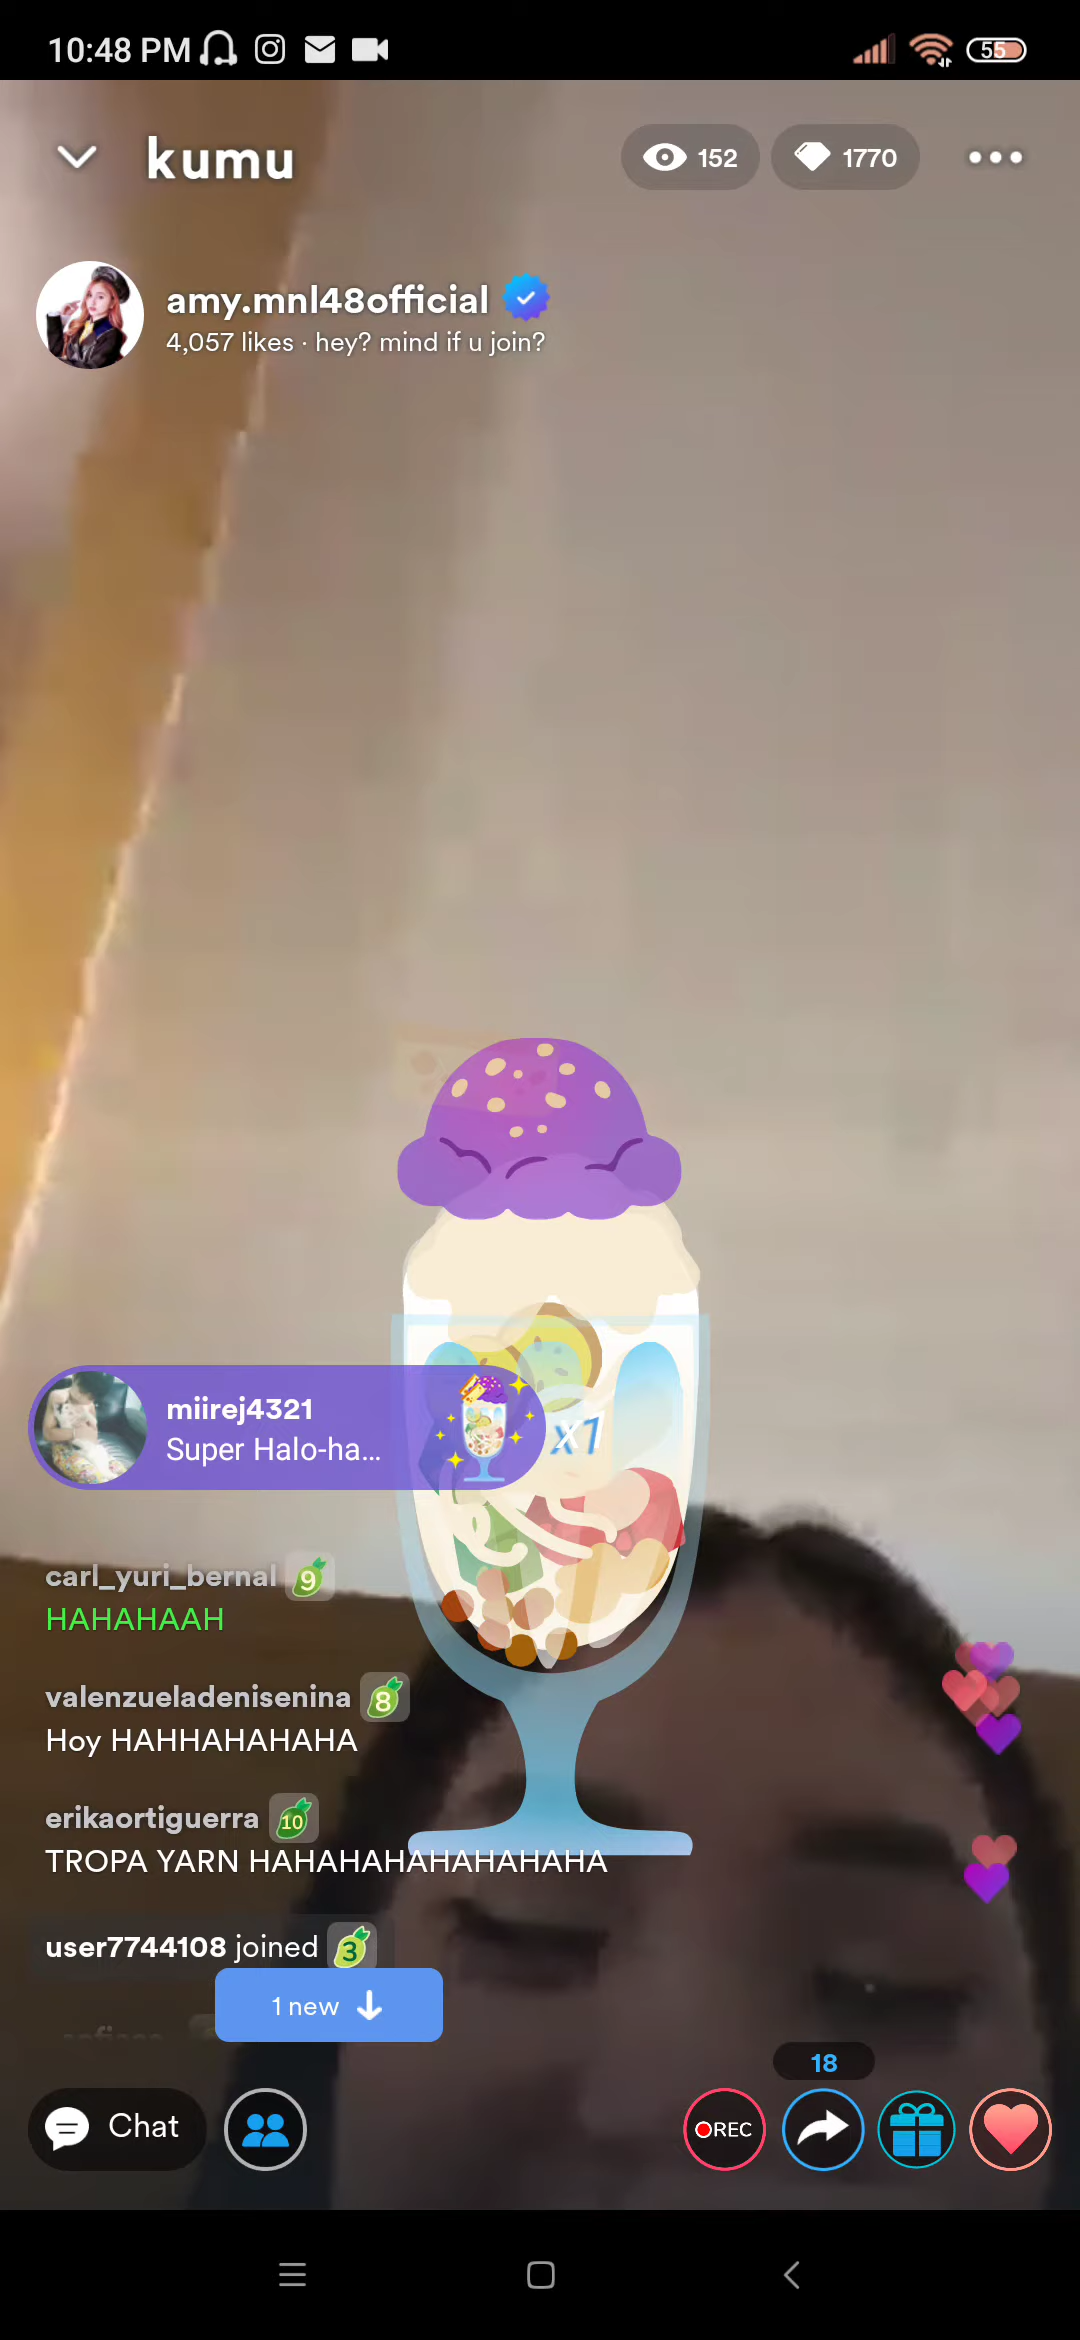 10:48 PM
55
kumu
152
1770
amy.mnl48official
4,057 likes · hey? mind if u join?
miirej4321
Super Halo-ha...
x1
carl_yuri_bernal 9
HAHAHAAH
valenzueladenisenina 8
Hoy HAHHAHAHAHA
erikaortiguerra 10
TROPA YARN HAHAHAHAHAHAHAHA
user7744108 joined 3
1 new
18
Chat
REC